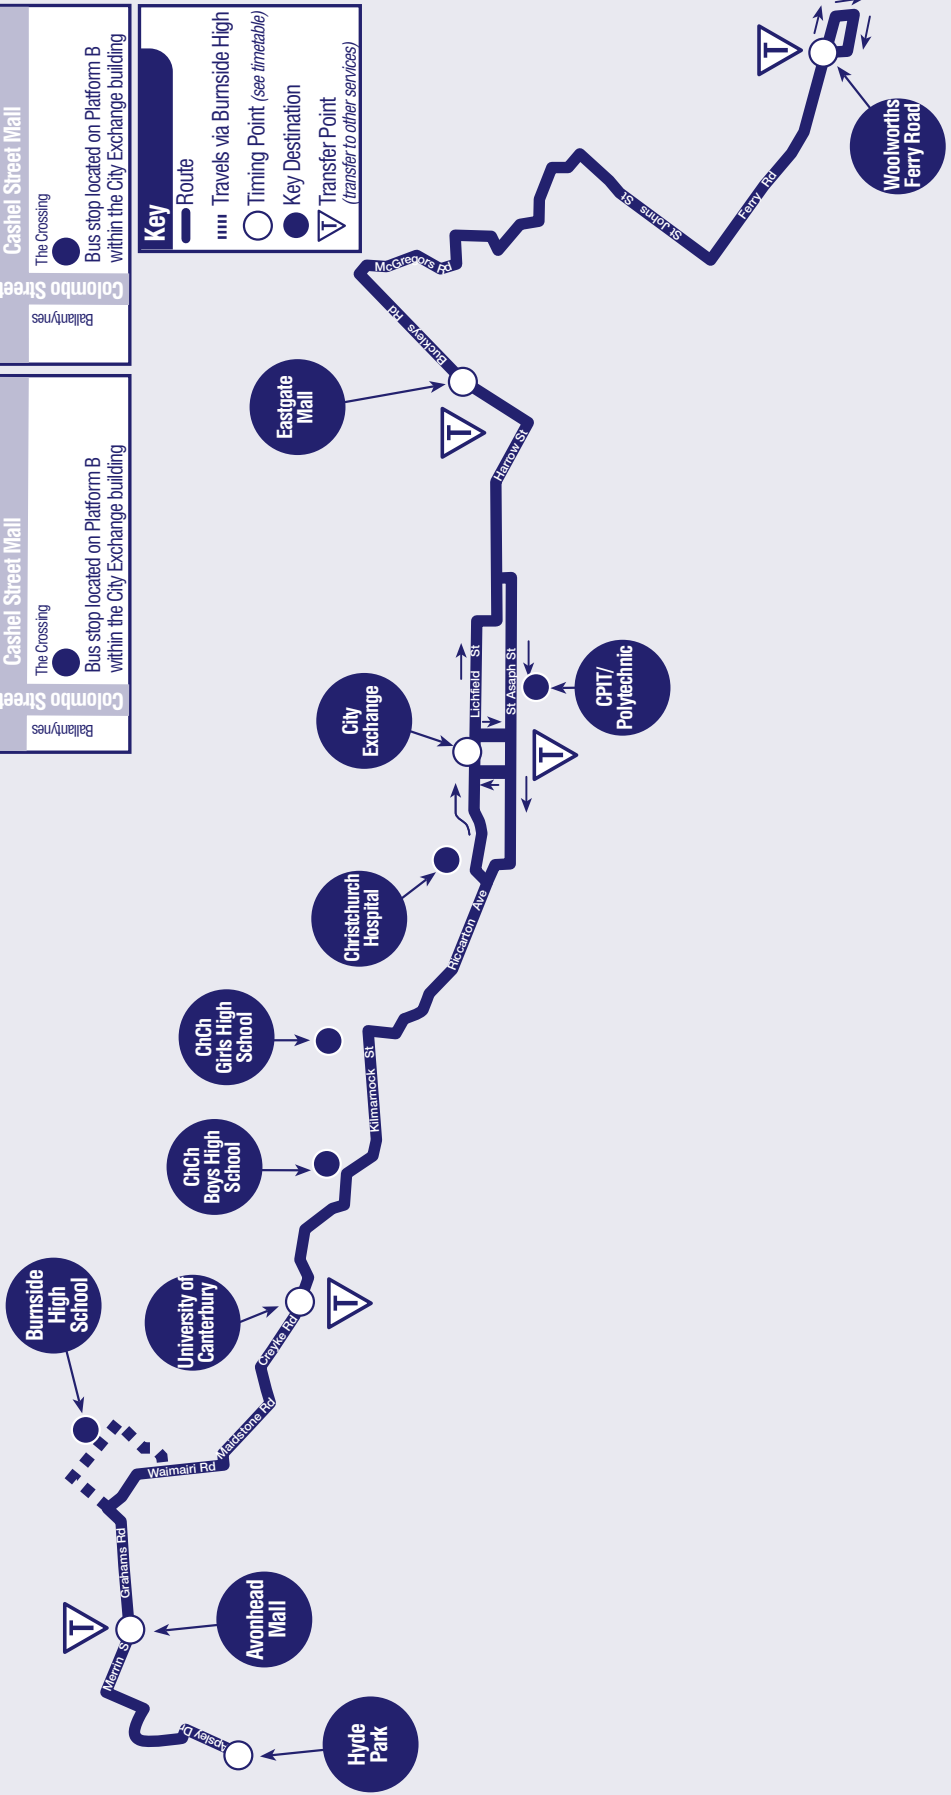 Cashel Street Mall
The Crossing
Bus stop located on Platform B
within the City Exchange building
Colombo Street
Ballantynes
Cashel Street Mall
The Crossing
Bus stop located on Platform B
within the City Exchange building
Colombo
Ballantynes
Key
Route
Travels via Burnside High
Timing Point (see timetable)
Key Destination
T
Transfer Point
(transfer to other services)
Hyde
Park
Apsley Dr
Merrin
Avonhead
Mall
T
Grahams Rd
Burnside
High
School
Waimairi Rd
Maidstone Rd
Creyke Rd
University of
Canterbury
T
ChCh
Boys High
School
ChCh
Girls High
School
Kilmarnock St
Riccarton Ave
Christchurch
Hospital
City
Exchange
Lichfield St
St Asaph St
T
CPIT/
Polytechnic
Harrow St
T
Eastgate
Mall
Buckleys Rd
McGregors Rd
St Johns St
Ferry Rd
T
Woolworths
Ferry Road